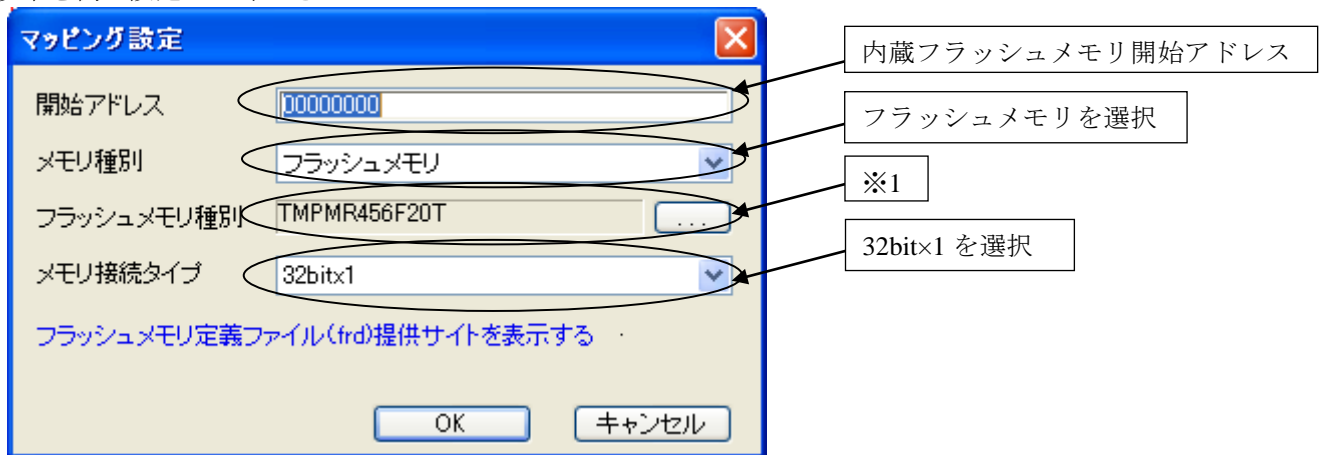 マッピング設定
内蔵フラッシュメモリ開始アドレス
開始アドレス 00000000
フラッシュメモリを選択
メモリ種別 フラッシュメモリ
※1
フラッシュメモリ種別 TMPMR456F20T ...
32bit×1 を選択
メモリ接続タイプ 32bit×1
フラッシュメモリ定義ファイル(frd)提供サイトを表示する
OK キャンセル